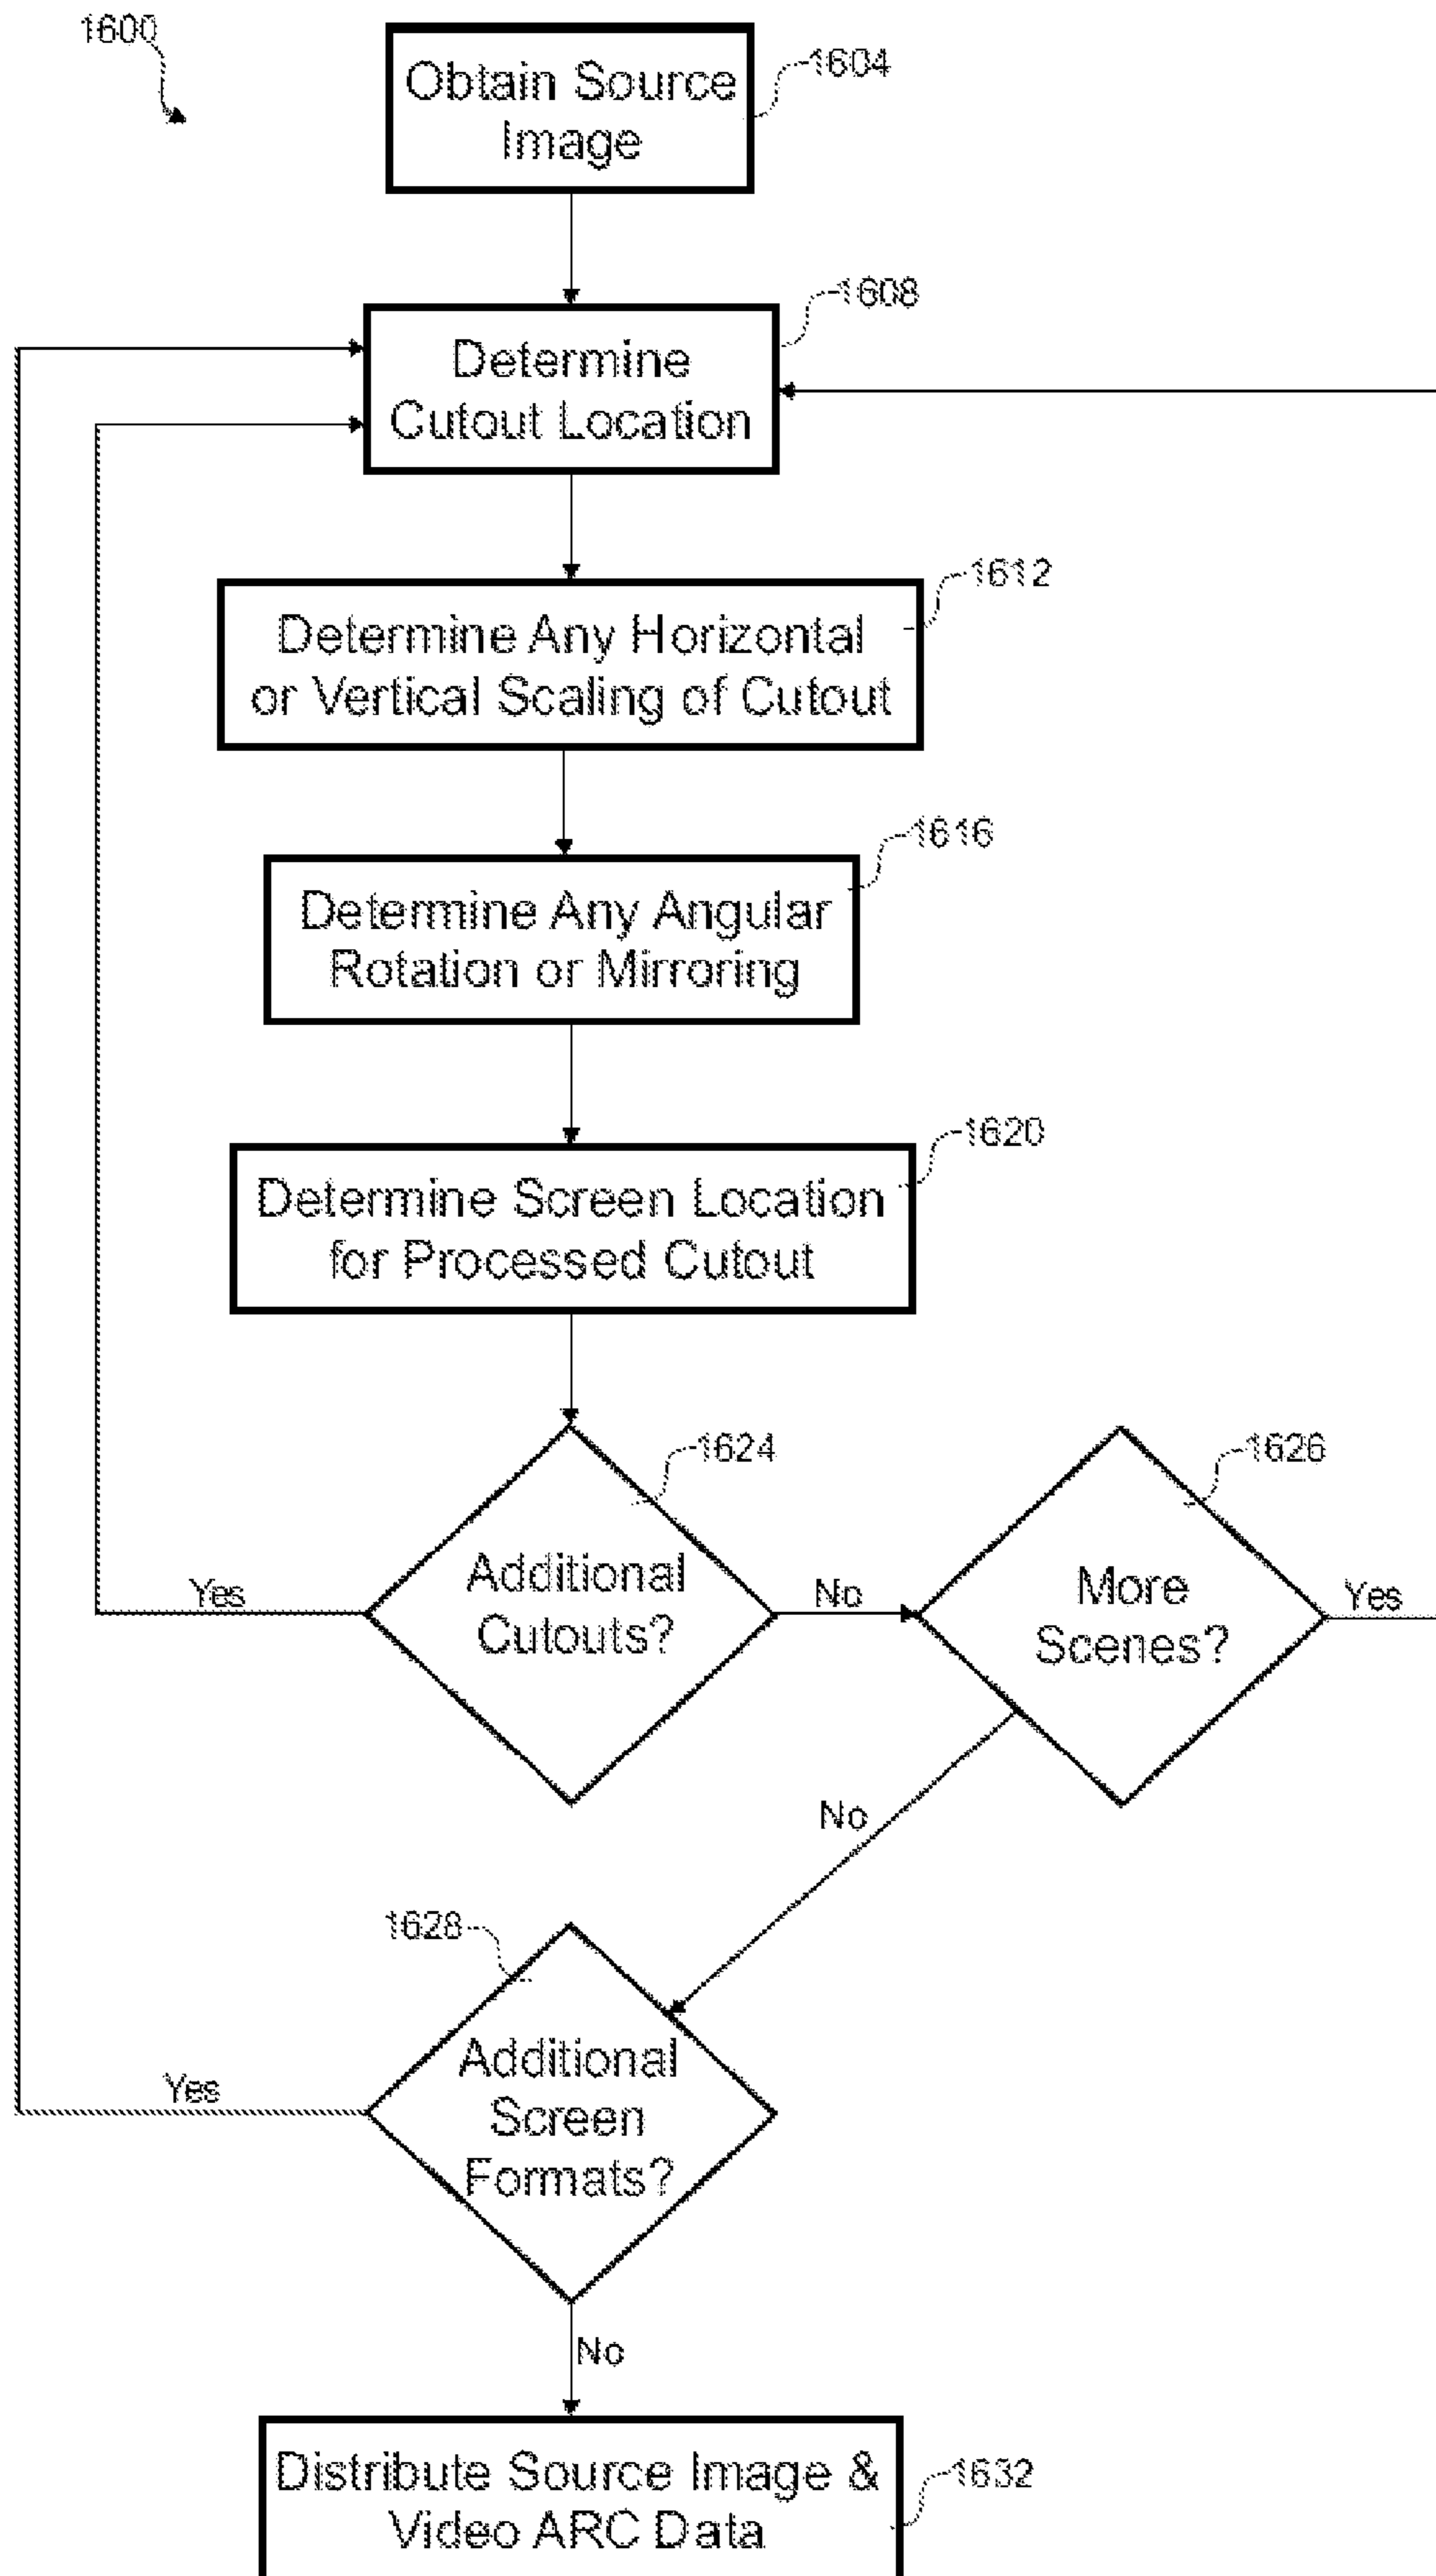 1600
Obtain Source
Image
1604
Determine
Cutout Location
1608
Determine Any Horizontal
or Vertical Scaling of Cutout
1612
Determine Any Angular
Rotation or Mirroring
1616
Determine Screen Location
for Processed Cutout
1620
Additional
Cutouts?
1624
Yes
No
More
Scenes?
1626
Yes
No
Additional
Screen
Formats?
1628
Yes
No
Distribute Source Image &
Video ARC Data
1632